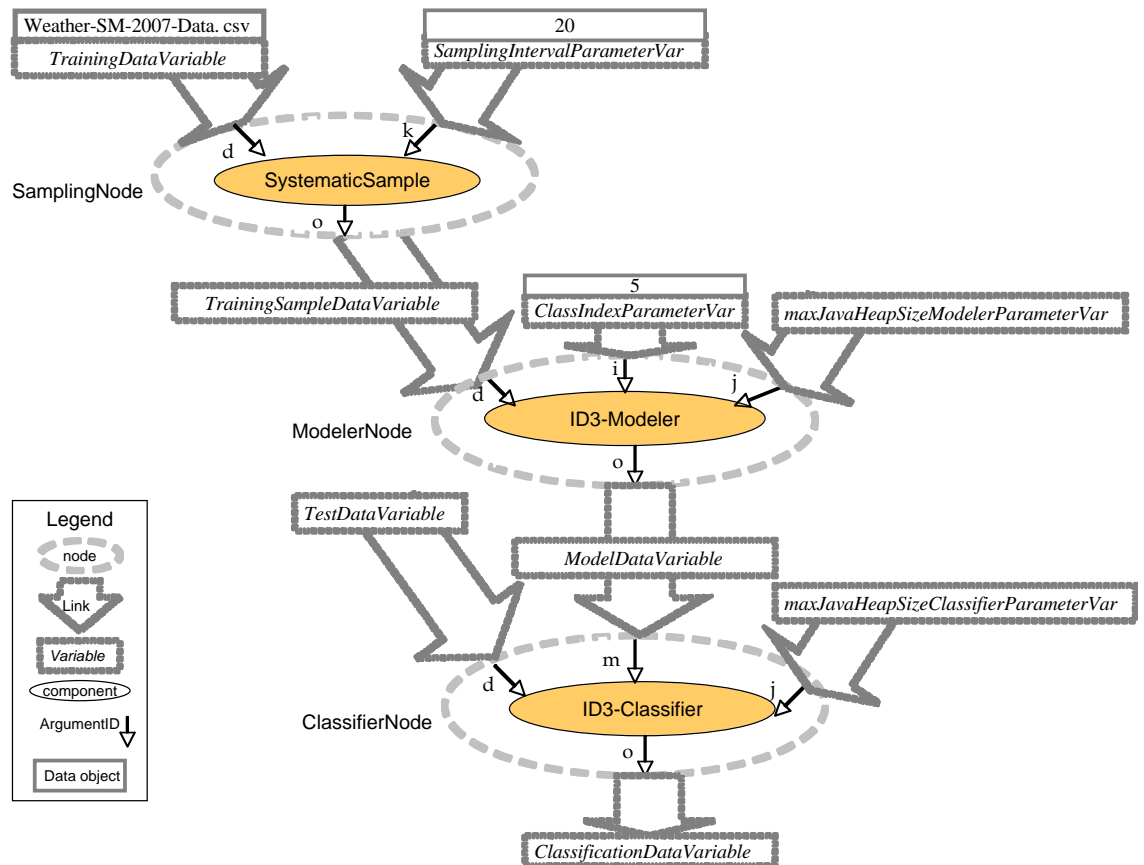 Weather-SM-2007-Data. csv
TrainingDataVariable
20
SamplingIntervalParameterVar
d
k
SystematicSample
SamplingNode
o
TrainingSampleDataVariable
5
ClassIndexParameterVar
maxJavaHeapSizeModelerParameterVar
i
d
j
ID3-Modeler
ModelerNode
o
TestDataVariable
ModelDataVariable
maxJavaHeapSizeClassifierParameterVar
m
d
j
ID3-Classifier
ClassifierNode
o
ClassificationDataVariable
Legend
node
Link
Variable
component
ArgumentID
Data object